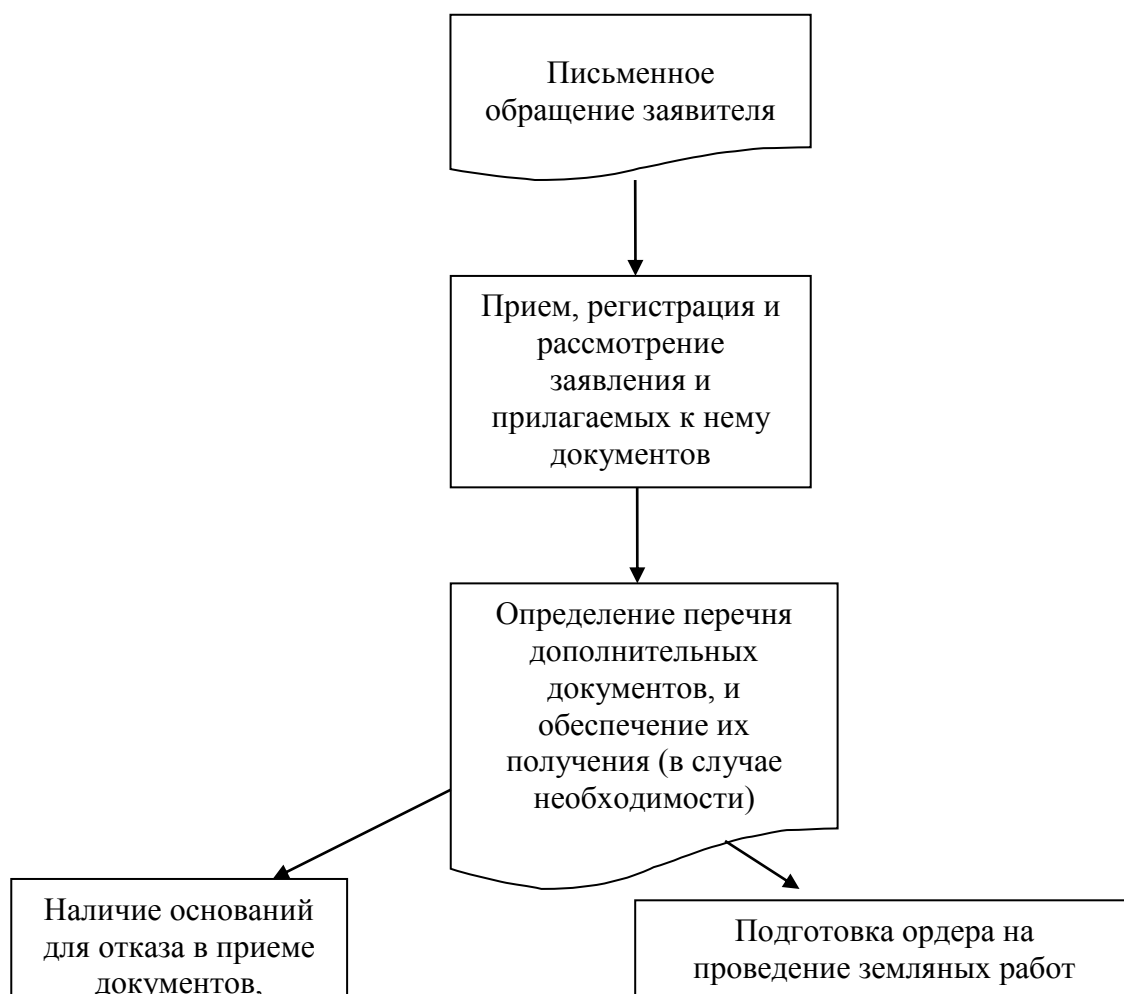 Письменное
обращение заявителя
Прием, регистрация и
рассмотрение
заявления и
прилагаемых к нему
документов
Определение перечня
дополнительных
документов, и
обеспечение их
получения (в случае
необходимости)
Наличие оснований
для отказа в приеме
документов,
Подготовка ордера на
проведение земляных работ